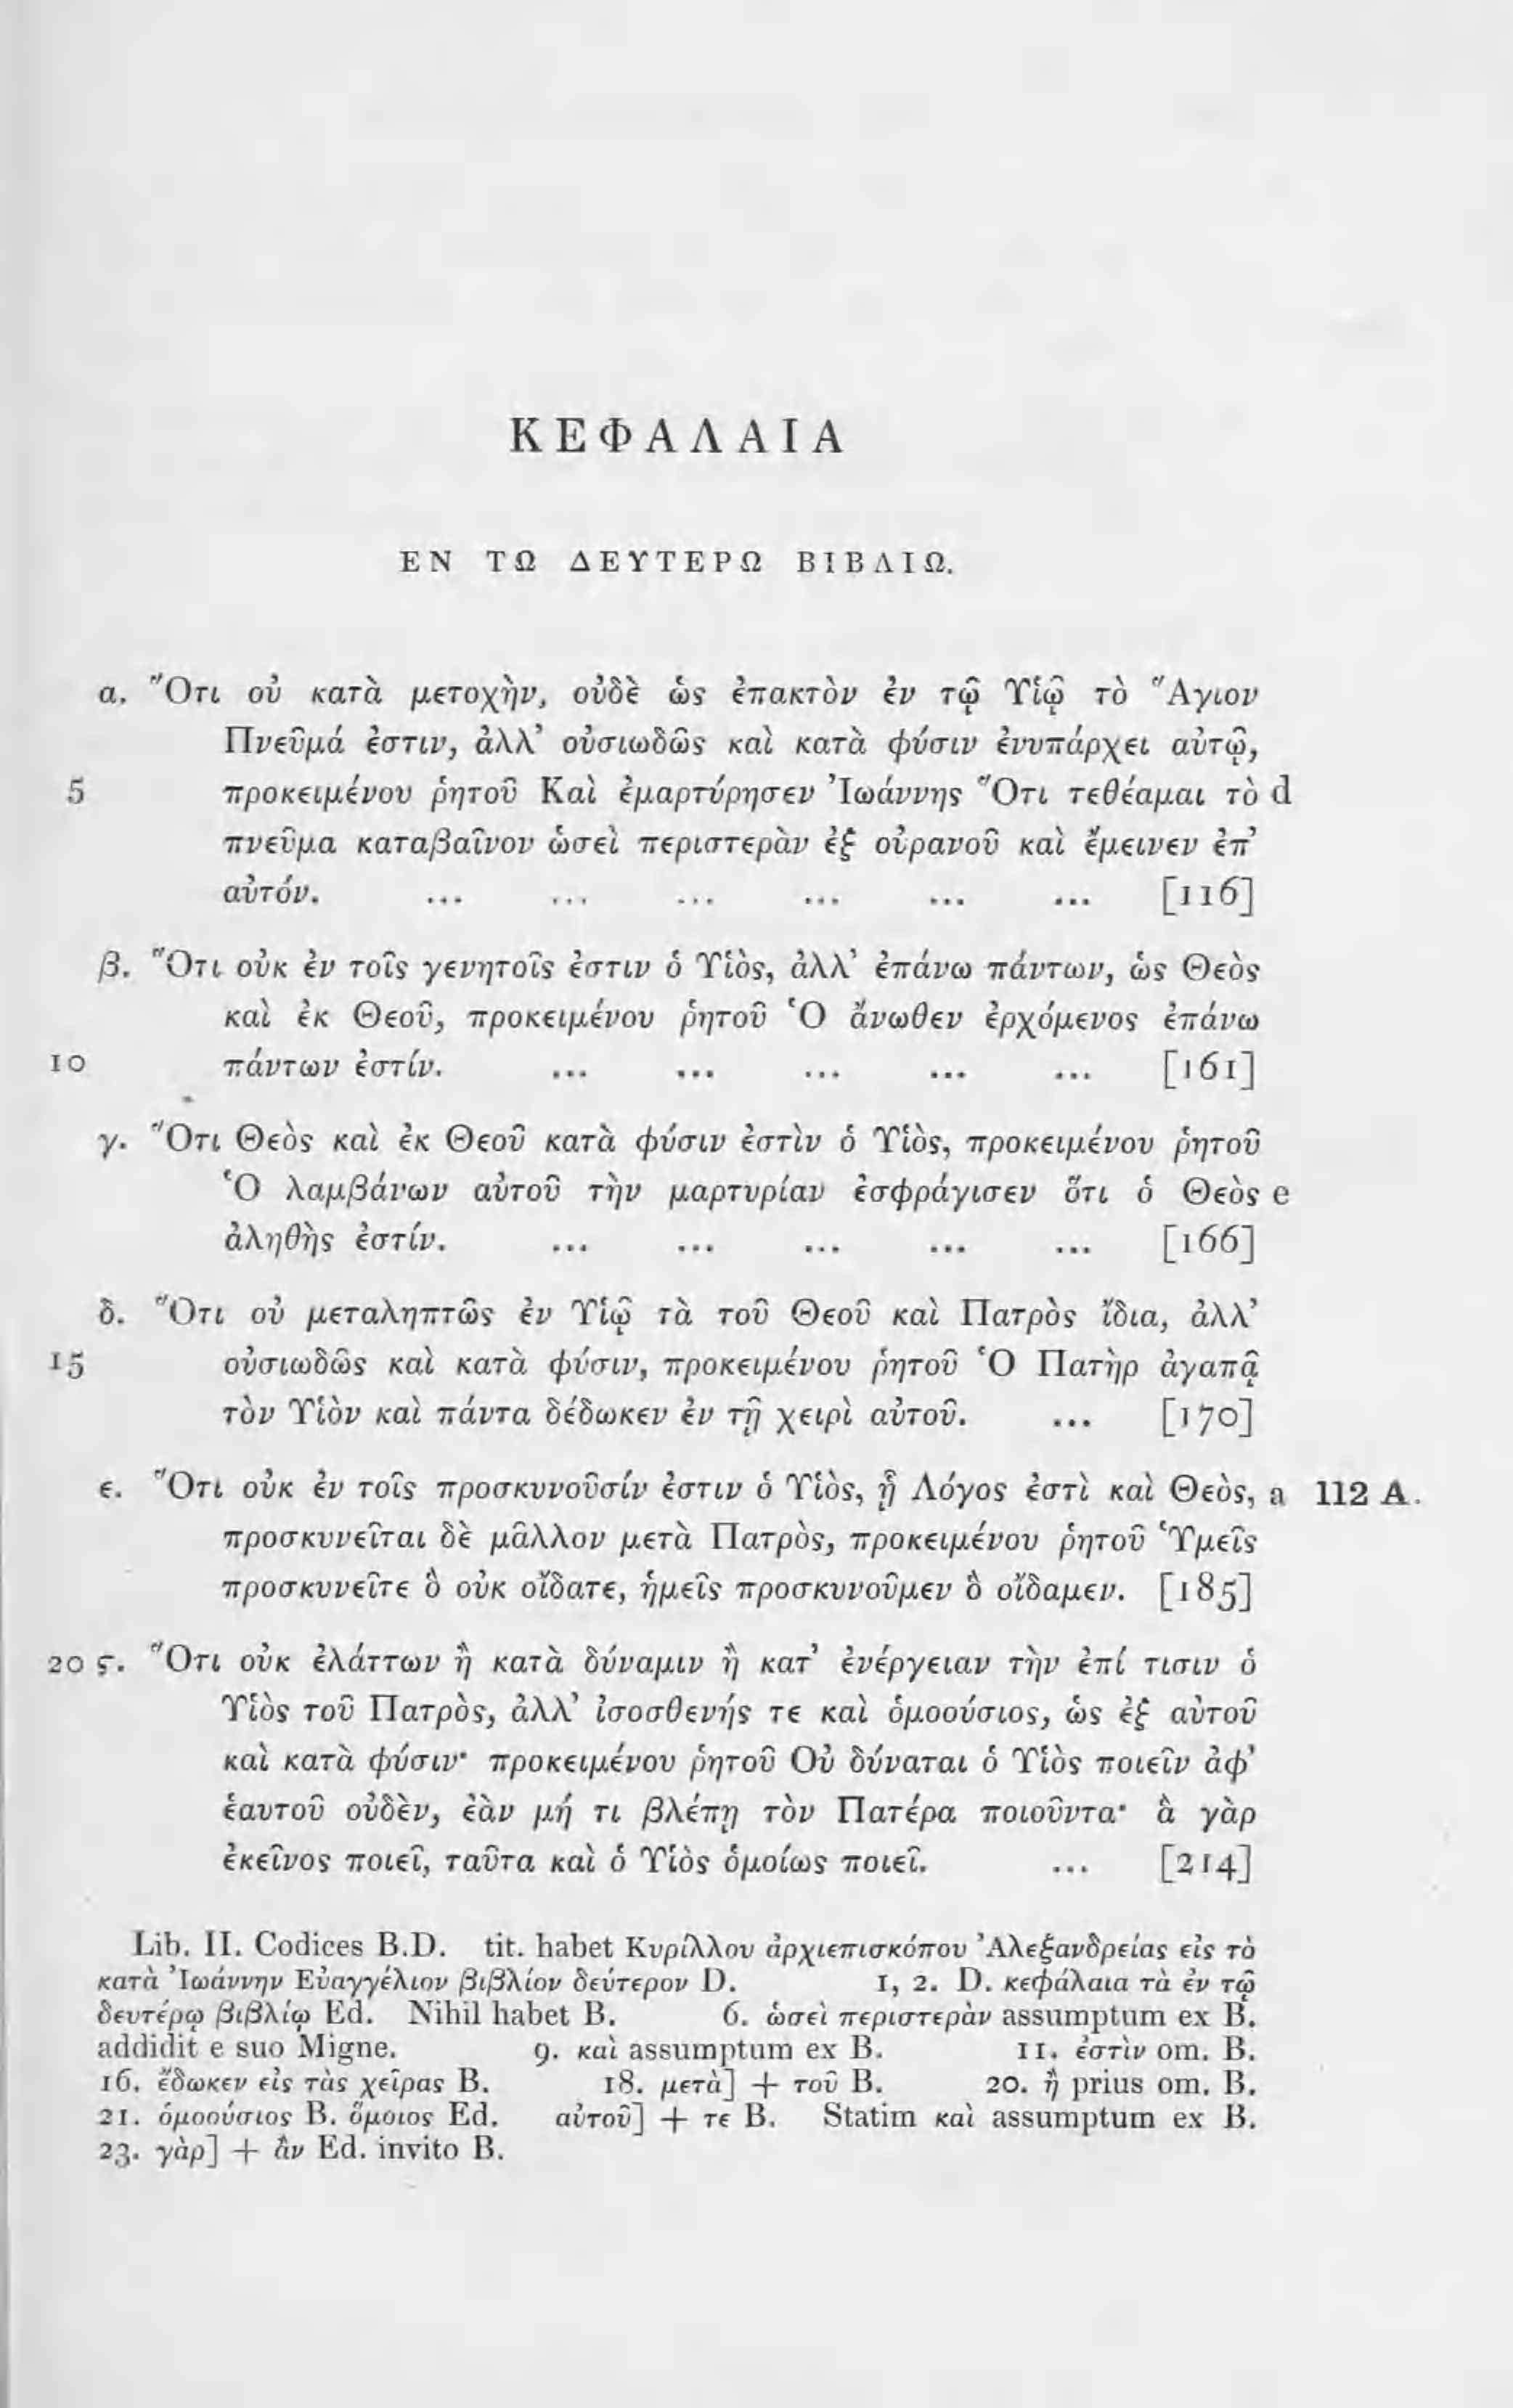 ΚΕΦΑΛΑΙΑ
ΕΝ ΤΩ ΔΕΥΤΕΡΩ ΒΙΒΛΙΩ.
α. Ὅτι οὐ κατὰ μετοχὴν, οὐδὲ ὡς ἐπακτὸν ἐν τῷ Υἱῷ τὸ Ἅγιον
Πνεῦμά ἐστιν, ἀλλ’ οὐσιωδῶς καὶ κατὰ φύσιν ἐνυπάρχει αὐτῷ,
5 προκειμένου ῥητοῦ Καὶ ἐμαρτύρησεν Ἰωάννης Ὅτι τεθέαμαι τὸ d
πνεῦμα καταβαῖνον ὡσεὶ περιστερὰν ἐξ οὐρανοῦ καὶ ἔμεινεν ἐπ’
αὐτόν. ... ... ... ... ... ... [116]
β. Ὅτι οὐκ ἐν τοῖς γενητοῖς ἐστιν ὁ Υἱὸς, ἀλλ’ ἐπάνω πάντων, ὡς Θεὸς
καὶ ἐκ Θεοῦ, προκειμένου ῥητοῦ Ὁ ἄνωθεν ἐρχόμενος ἐπάνω
10 πάντων ἐστίν. ... ... ... ... ... [161]
γ. Ὅτι Θεὸς καὶ ἐκ Θεοῦ κατὰ φύσιν ἐστὶν ὁ Υἱὸς, προκειμένου ῥητοῦ
Ὁ λαμβάνων αὐτοῦ τὴν μαρτυρίαν ἐσφράγισεν ὅτι ὁ Θεὸς e
ἀληθής ἐστίν. ... ... ... ... ... [166]
δ. Ὅτι οὐ μεταληπτῶς ἐν Υἱῷ τὰ τοῦ Θεοῦ καὶ Πατρὸς ἴδια, ἀλλ’
15 οὐσιωδῶς καὶ κατὰ φύσιν, προκειμένου ῥητοῦ Ὁ Πατὴρ ἀγαπᾷ
τὸν Υἱὸν καὶ πάντα δέδωκεν ἐν τῇ χειρὶ αὐτοῦ. ... [170]
ε. Ὅτι οὐκ ἐν τοῖς προσκυνοῦσίν ἐστιν ὁ Υἱὸς, ᾗ Λόγος ἐστὶ καὶ Θεὸς, a 112 A.
προσκυνεῖται δὲ μᾶλλον μετὰ Πατρὸς, προκειμένου ῥητοῦ Ὑμεῖς
προσκυνεῖτε ὃ οὐκ οἴδατε, ἡμεῖς προσκυνοῦμεν ὃ οἴδαμεν. [185]
20 ϛ. Ὅτι οὐκ ἐλάττων ἢ κατὰ δύναμιν ἢ κατ’ ἐνέργειαν τὴν ἐπί τισιν ὁ
Υἱὸς τοῦ Πατρὸς, ἀλλ’ ἰσοσθενής τε καὶ ὁμοούσιος, ὡς ἐξ αὐτοῦ
καὶ κατὰ φύσιν· προκειμένου ῥητοῦ Οὐ δύναται ὁ Υἱὸς ποιεῖν ἀφ’
ἑαυτοῦ οὐδὲν, ἐὰν μή τι βλέπῃ τὸν Πατέρα ποιοῦντα· ἃ γὰρ
ἐκεῖνος ποιεῖ, ταῦτα καὶ ὁ Υἱὸς ὁμοίως ποιεῖ. ... [214]
Lib. II. Codices B.D. tit. habet Κυρίλλου ἀρχιεπισκόπου Ἀλεξανδρείας εἰς τὸ
κατὰ Ἰωάννην Εὐαγγέλιον βιβλίον δεύτερον D. 1, 2. D. κεφάλαια τὰ ἐν τῷ
δευτέρῳ βιβλίῳ Ed. Nihil habet B. 6. ὡσεὶ περιστερὰν assumptum ex B.
addidit e suo Migne. 9. καὶ assumptum ex B. 11. ἐστὶν om. B.
16. ἔδωκεν εἰς τὰς χεῖρας B. 18. μετὰ] + τοῦ B. 20. ἢ prius om. B.
21. ὁμοούσιος B. ὅμοιος Ed. αὐτοῦ] + τε B. Statim καὶ assumptum ex B.
23. γὰρ] + ἂν Ed. invito B.